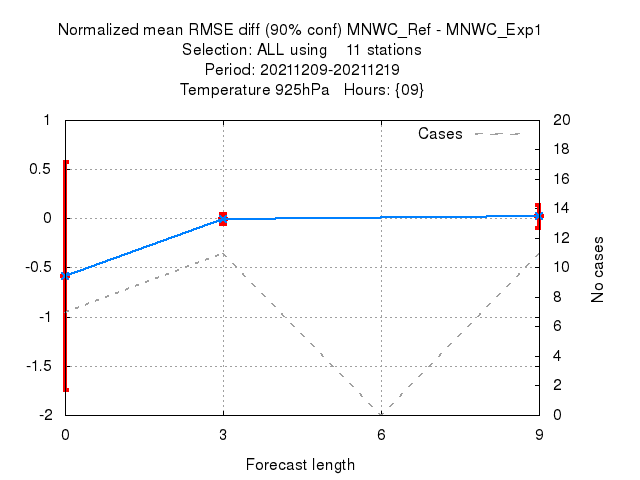 Normalized mean RMSE diff (90% conf) MNWC_Ref - MNWC_Exp1
Selection: ALL using    11 stations
Period: 20211209-20211219
Temperature 925hPa   Hours: {09}
Cases
1
0.5
0
-0.5
-1
-1.5
-2
20
18
16
14
12
10
8
6
4
2
0
No cases
0 3 6 9
Forecast length